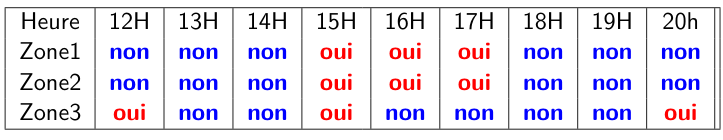 Heure 12H 13H 14H 15H 16H 17H 18H 19H 20h
Zone1 non non non oui oui oui non non non
Zone2 non non non oui oui oui non non non
Zone3 oui non non oui non non non non oui